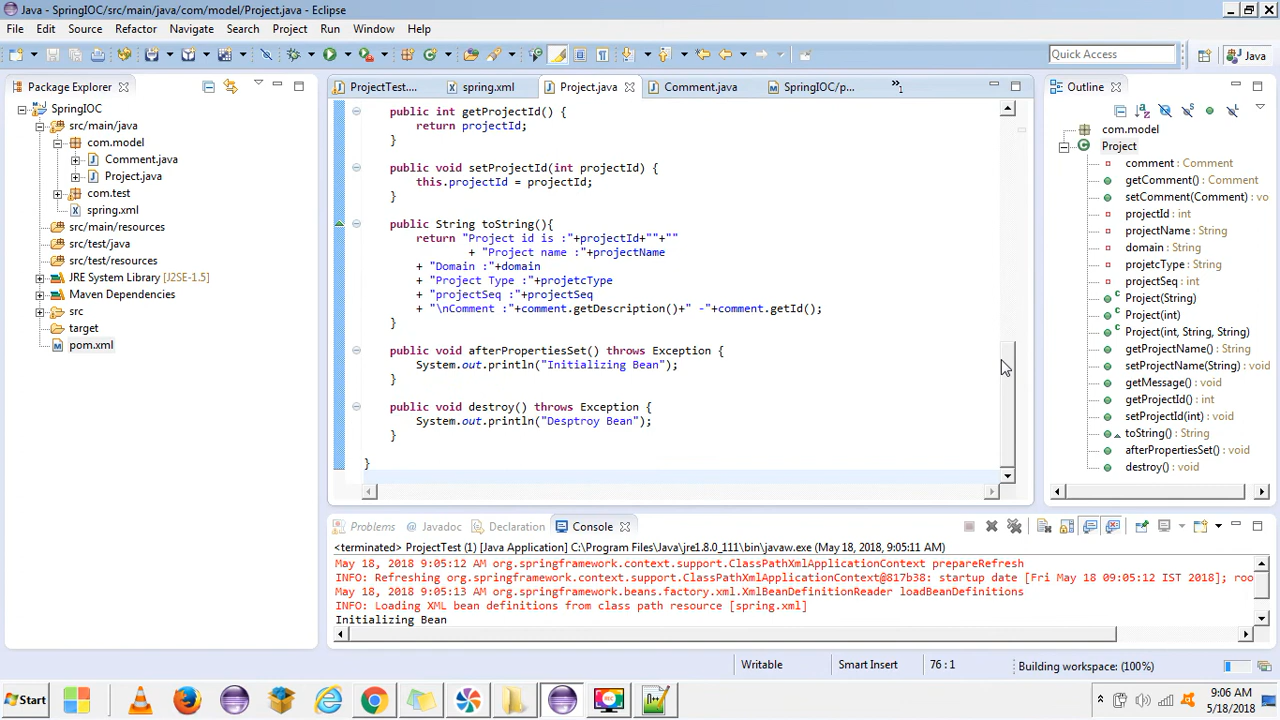 Java - SpringIOC/src/main/java/com/model/Project.java - Eclipse
File Edit Source Refactor Navigate Search Project Run Window Help
Quick Access
Java
Package Explorer
SpringIOC
src/main/java
com.model
Comment.java
Project.java
com.test
spring.xml
src/main/resources
src/test/java
src/test/resources
JRE System Library [J2SE-1.5]
Maven Dependencies
src
target
pom.xml
ProjectTest... spring.xml Project.java Comment.java SpringIOC/p... »1
public int getProjectId() {
return projectId;
}
public void setProjectId(int projectId) {
this.projectId = projectId;
}
public String toString(){
return "Project id is :"+projectId+""+""
+ "Project name :"+projectName
+ "Domain :"+domain
+ "Project Type :"+projetcType
+ "projectSeq :"+projectSeq
+ "\nComment :"+comment.getDescription()+" -"+comment.getId();
}
public void afterPropertiesSet() throws Exception {
System.out.println("Initializing Bean");
}
public void destroy() throws Exception {
System.out.println("Desptroy Bean");
}
}
Outline
com.model
Project
comment : Comment
getComment() : Comment
setComment(Comment) : vo
projectId : int
projectName : String
domain : String
projetcType : String
projectSeq : int
Project(String)
Project(int)
Project(int, String, String)
getProjectName() : String
setProjectName(String) : void
getMessage() : void
getProjectId() : int
setProjectId(int) : void
toString() : String
afterPropertiesSet() : void
destroy() : void
Problems Javadoc Declaration Console
<terminated> ProjectTest (1) [Java Application] C:\Program Files\Java\jre1.8.0_111\bin\javaw.exe (May 18, 2018 9:05:11 AM)
May 18, 2018 9:05:12 AM org.springframework.context.support.ClassPathXmlApplicationContext prepareRefresh
INFO: Refreshing org.springframework.context.support.ClassPathXmlApplicationContext@817b38: startup date [Fri May 18 09:05:12 IST 2018]; roo
May 18, 2018 9:05:13 AM org.springframework.beans.factory.xml.XmlBeanDefinitionReader loadBeanDefinitions
INFO: Loading XML bean definitions from class path resource [spring.xml]
Initializing Bean
Writable Smart Insert 76 : 1 Building workspace: (100%)
Start
9:06 AM
5/18/2018